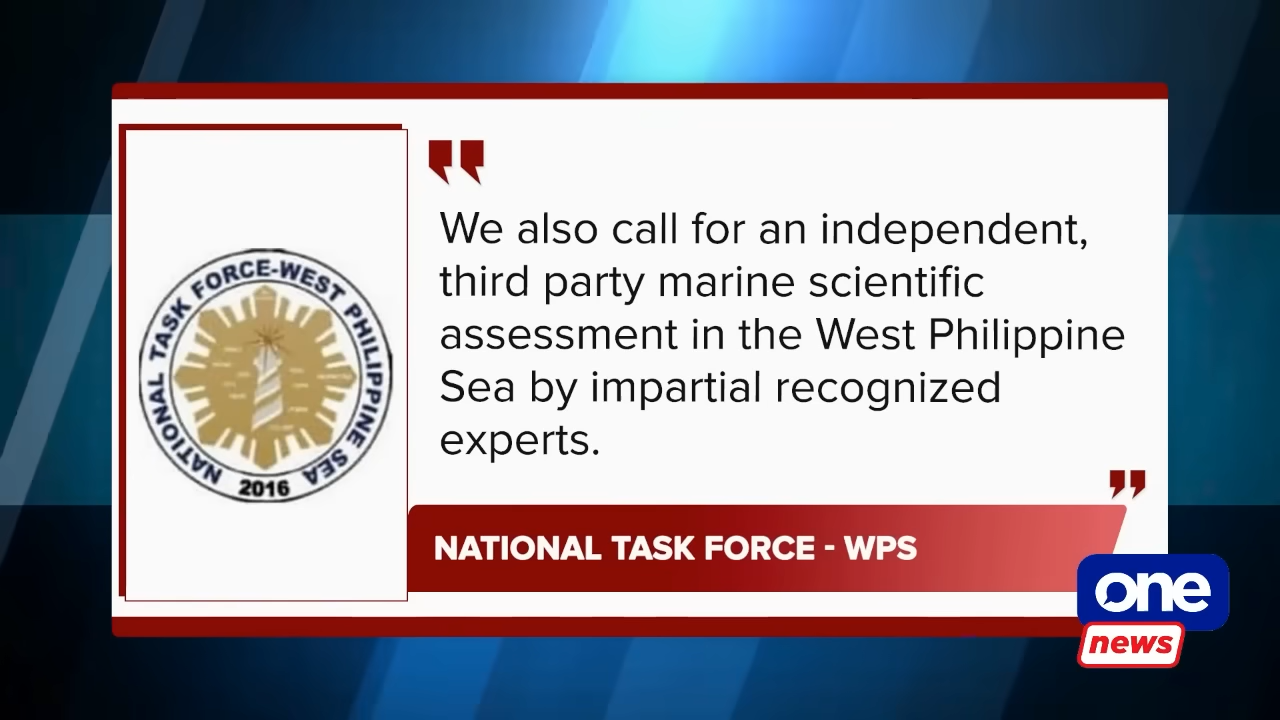 NATIONAL TASK FORCE-WEST PHILIPPINE SEA
2016
"
We also call for an independent,
third party marine scientific
assessment in the West Philippine
Sea by impartial recognized
experts.
"
NATIONAL TASK FORCE - WPS
one
news